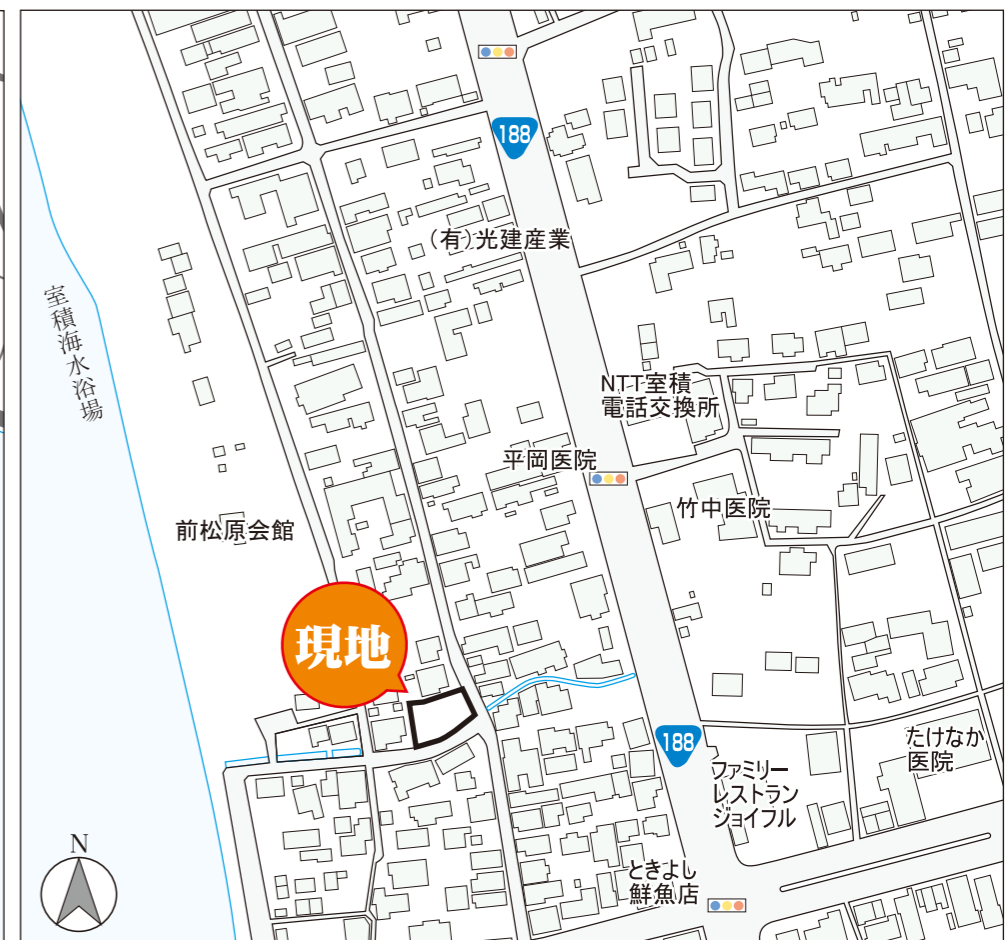 188
(有)光建産業
室積海水浴場
NTT室積
電話交換所
平岡医院
竹中医院
前松原会館
現地
188
たけなか
医院
ファミリー
レストラン
ジョイフル
ときよし
鮮魚店
N